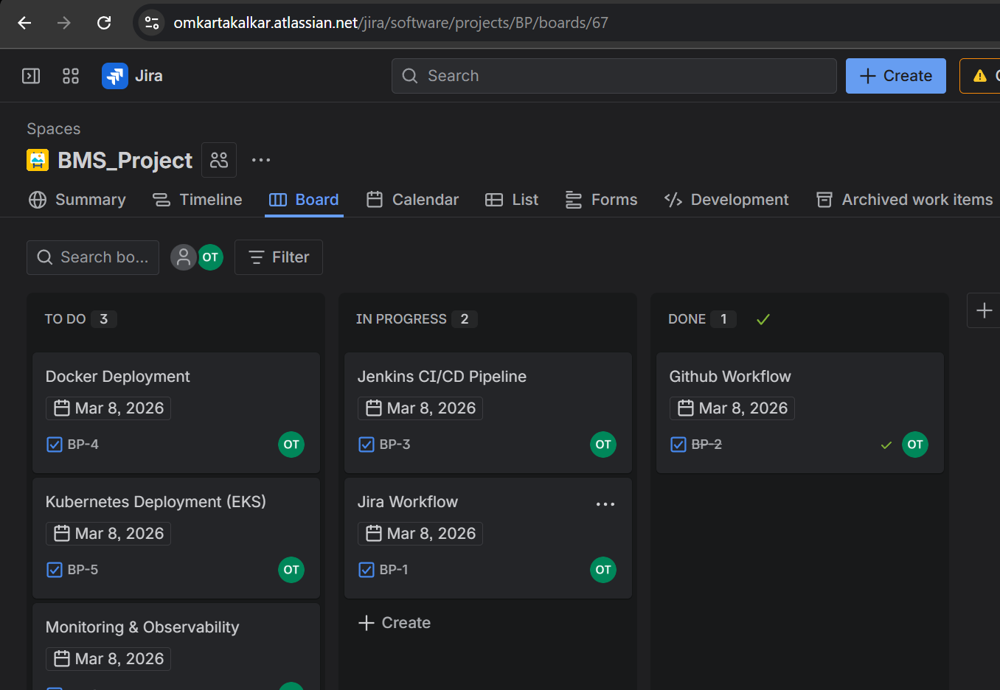 omkartakalkar.atlassian.net/jira/software/projects/BP/boards/67
Jira
Search
+ Create
Spaces
BMS_Project
Summary
Timeline
Board
Calendar
List
Forms
Development
Archived work items
Search bo...
OT
Filter
TO DO 3
Docker Deployment
Mar 8, 2026
BP-4
OT
Kubernetes Deployment (EKS)
Mar 8, 2026
BP-5
OT
Monitoring & Observability
Mar 8, 2026
IN PROGRESS 2
Jenkins CI/CD Pipeline
Mar 8, 2026
BP-3
OT
Jira Workflow
Mar 8, 2026
BP-1
OT
+ Create
DONE 1
Github Workflow
Mar 8, 2026
BP-2
OT